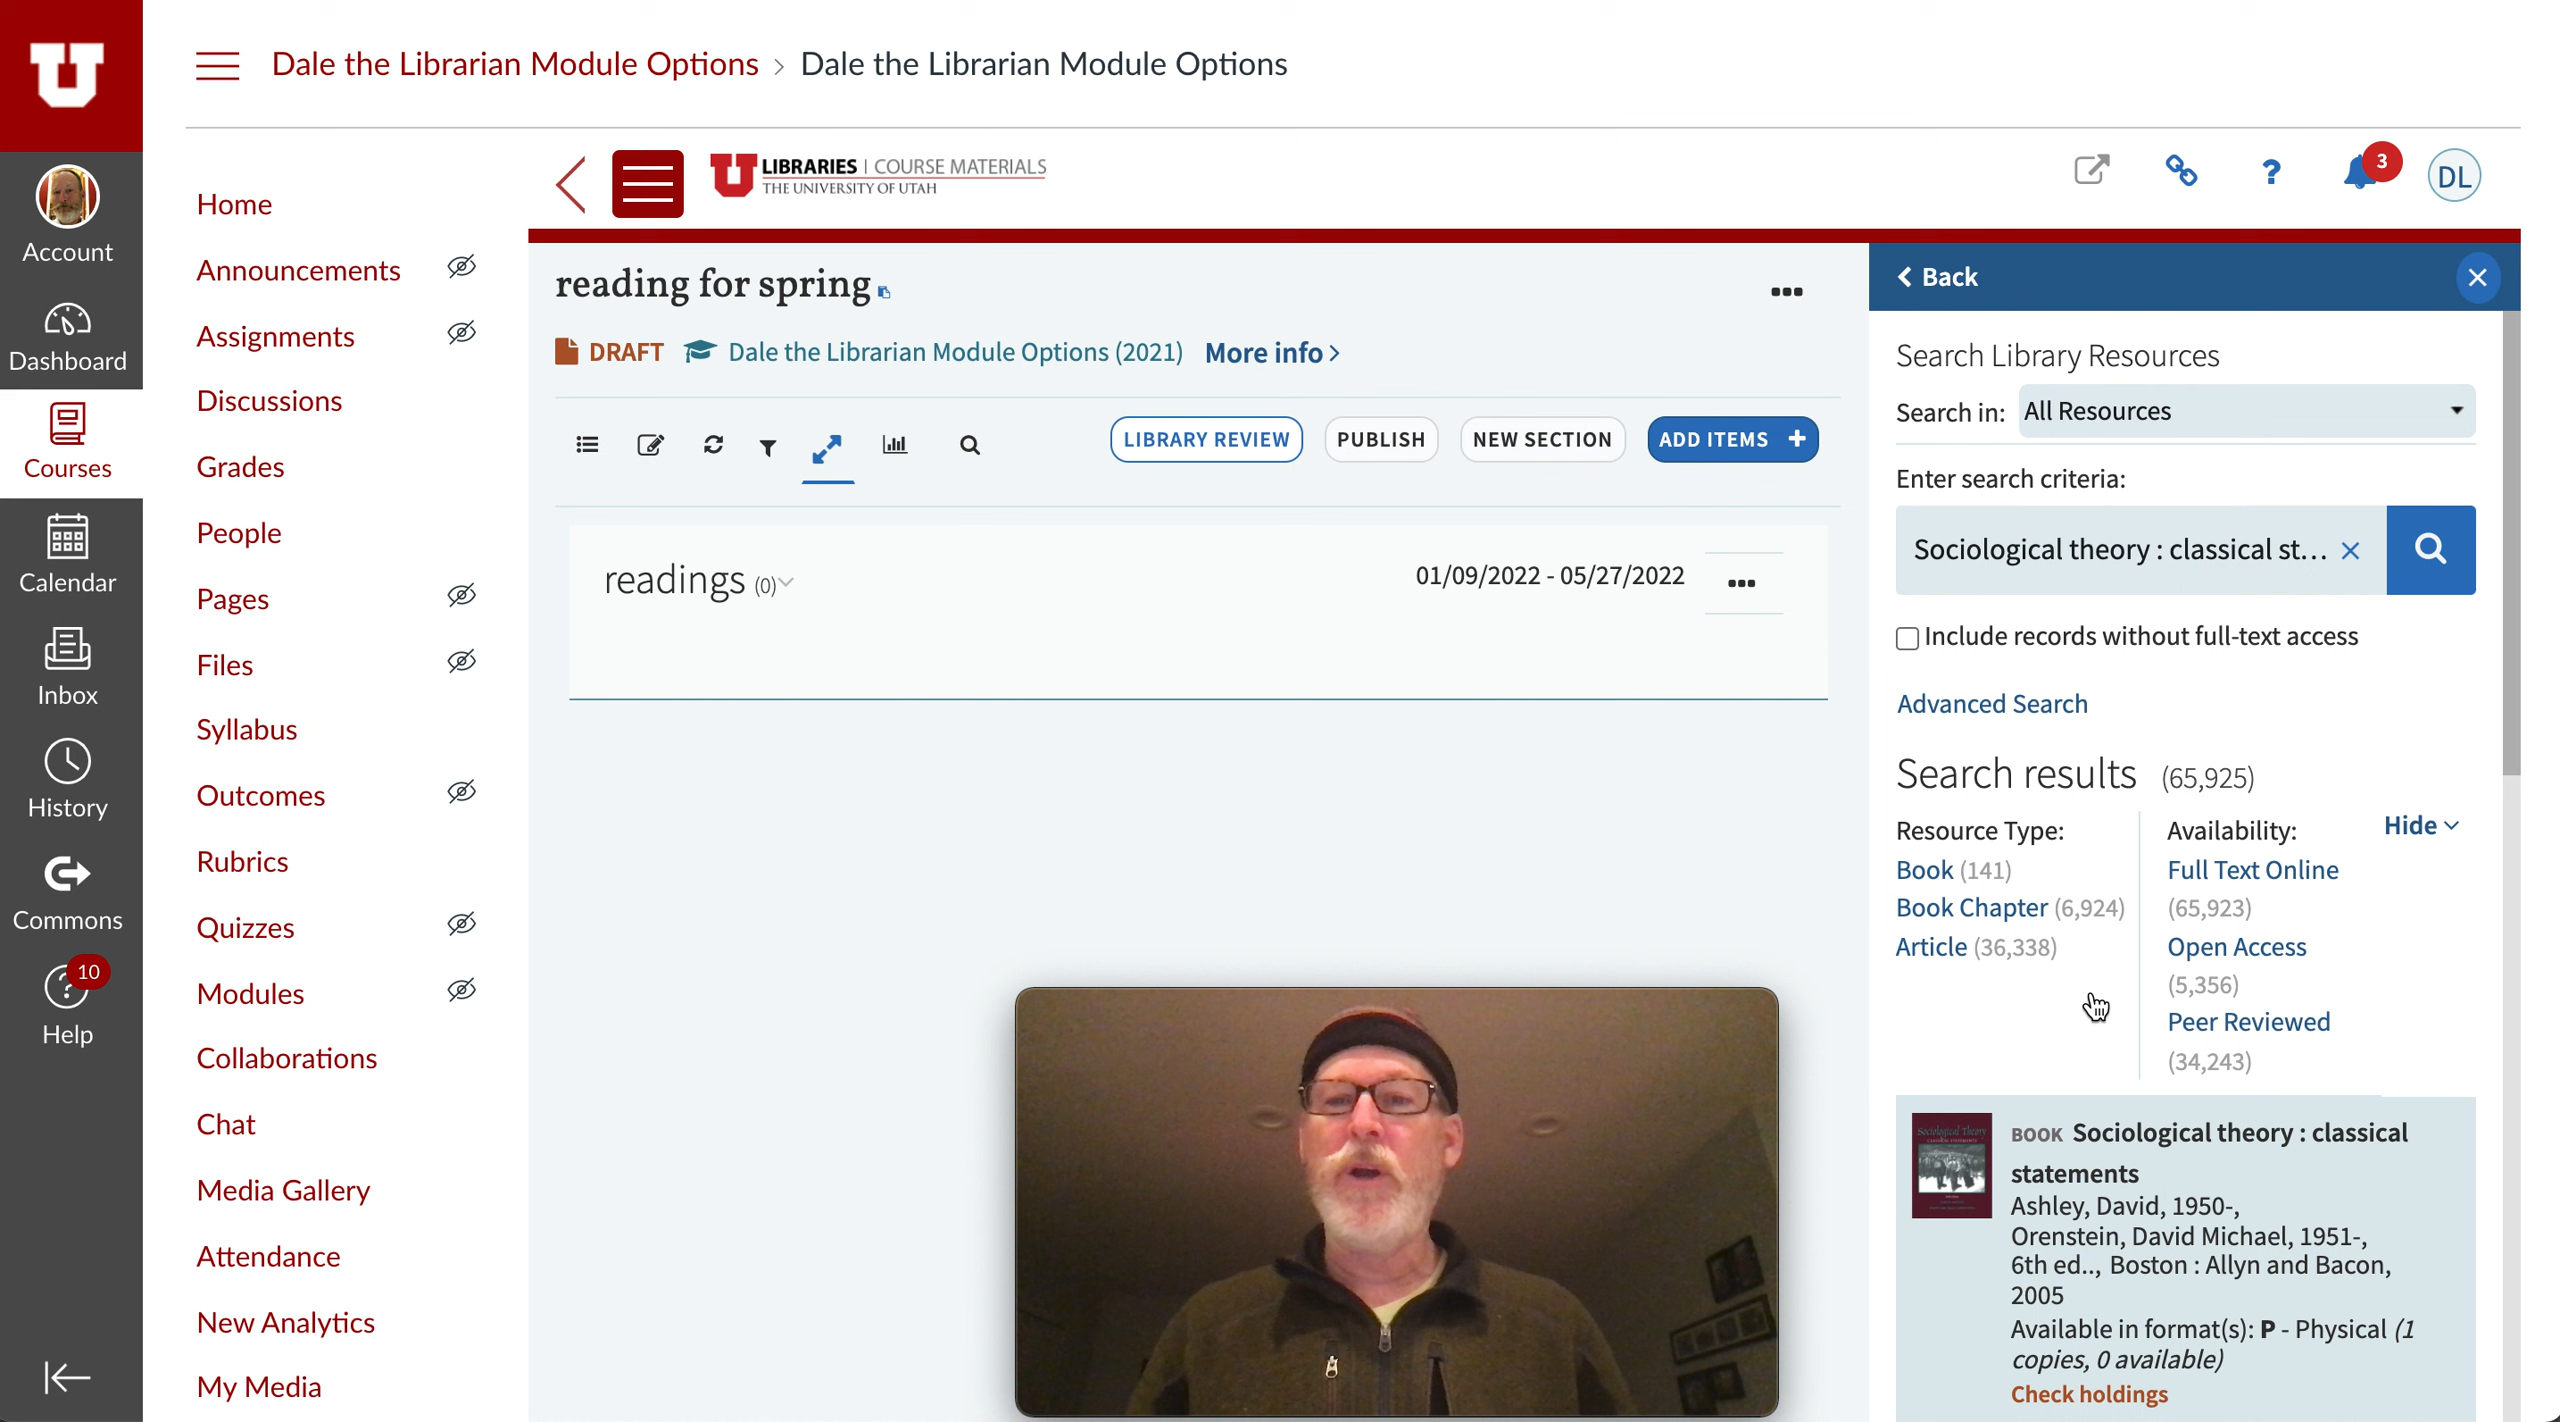 Dale the Librarian Module Options > Dale the Librarian Module Options
Account
Dashboard
Courses
Calendar
Inbox
History
Commons
10
Help
Home
Announcements
Assignments
Discussions
Grades
People
Pages
Files
Syllabus
Outcomes
Rubrics
Quizzes
Modules
Collaborations
Chat
Media Gallery
Attendance
New Analytics
My Media
U LIBRARIES | COURSE MATERIALS
THE UNIVERSITY OF UTAH
?
3
DL
reading for spring
DRAFT Dale the Librarian Module Options (2021) More info >
LIBRARY REVIEW PUBLISH NEW SECTION ADD ITEMS +
readings (0) 01/09/2022 - 05/27/2022
Back
Search Library Resources
Search in: All Resources
Enter search criteria:
Sociological theory : classical st...
Include records without full-text access
Advanced Search
Search results (65,925)
Resource Type:
Book (141)
Book Chapter (6,924)
Article (36,338)
Availability:
Full Text Online
(65,923)
Open Access
(5,356)
Peer Reviewed
(34,243)
Hide
Sociological Theory
BOOK Sociological theory : classical
statements
Ashley, David, 1950-,
Orenstein, David Michael, 1951-,
6th ed.., Boston : Allyn and Bacon,
2005
Available in format(s): P - Physical (1
copies, 0 available)
Check holdings